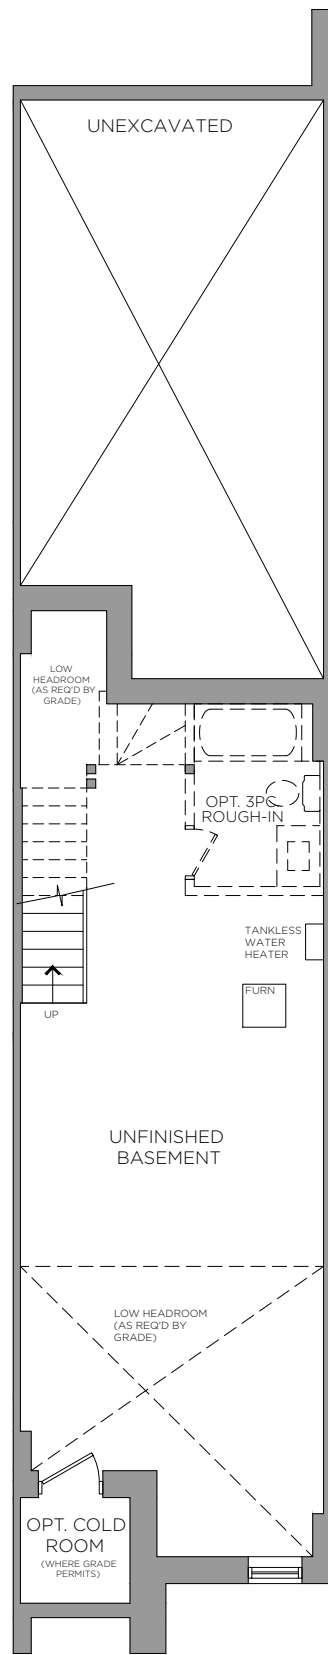 UNEXCAVATED
LOW
HEADROOM
(AS REQ'D BY
GRADE)
OPT. 3PC
ROUGH-IN
TANKLESS
WATER
HEATER
FURN
UP
UNFINISHED
BASEMENT
LOW HEADROOM
(AS REQ'D BY
GRADE)
OPT. COLD
ROOM
(WHERE GRADE
PERMITS)